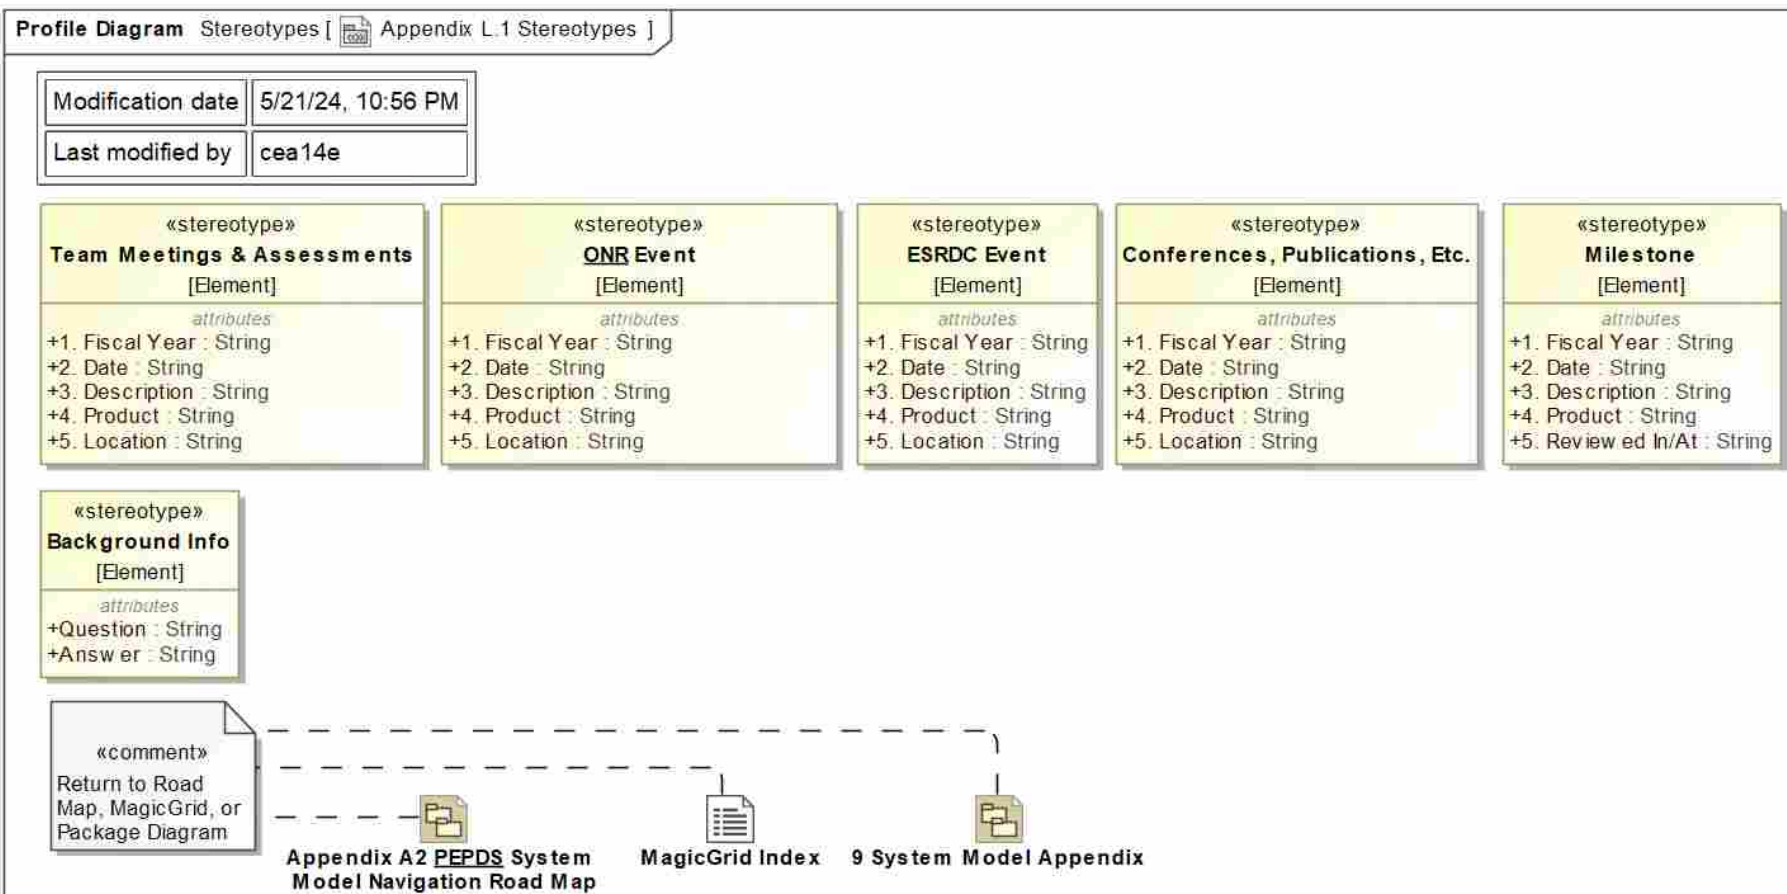 Profile Diagram Stereotypes [ Appendix L.1 Stereotypes ]
Modification date 5/21/24, 10:56 PM
Last modified by cea14e
«stereotype»
Team Meetings & Assessments
[Element]
attributes
+1. Fiscal Year : String
+2. Date : String
+3. Description : String
+4. Product : String
+5. Location : String
«stereotype»
ONR Event
[Element]
attributes
+1. Fiscal Year : String
+2. Date : String
+3. Description : String
+4. Product : String
+5. Location : String
«stereotype»
ESRDC Event
[Element]
attributes
+1. Fiscal Year : String
+2. Date : String
+3. Description : String
+4. Product : String
+5. Location : String
«stereotype»
Conferences, Publications, Etc.
[Element]
attributes
+1. Fiscal Year : String
+2. Date : String
+3. Description : String
+4. Product : String
+5. Location : String
«stereotype»
Milestone
[Element]
attributes
+1. Fiscal Year : String
+2. Date : String
+3. Description : String
+4. Product : String
+5. Reviewed In/At : String
«stereotype»
Background Info
[Element]
attributes
+Question : String
+Answer : String
«comment»
Return to Road
Map, MagicGrid, or
Package Diagram
Appendix A2 PEPDS System
Model Navigation Road Map
MagicGrid Index
9 System Model Appendix